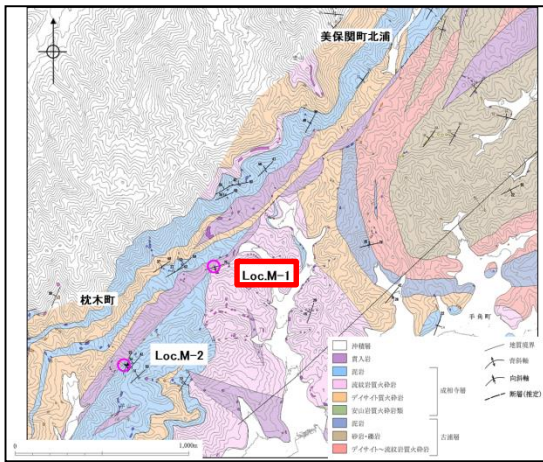 美保関町北浦
Loc.M-1
枕木町
Loc.M-2
手角町
沖積層
貫入岩
泥岩
流紋岩質火砕岩
デイサイト質火砕岩
安山岩質火砕岩類
成相寺層
泥岩
砂岩・礫岩
デイサイト~流紋岩質火砕岩
古浦層
地質境界
背斜軸
向斜軸
断層(推定)
0
1,000m